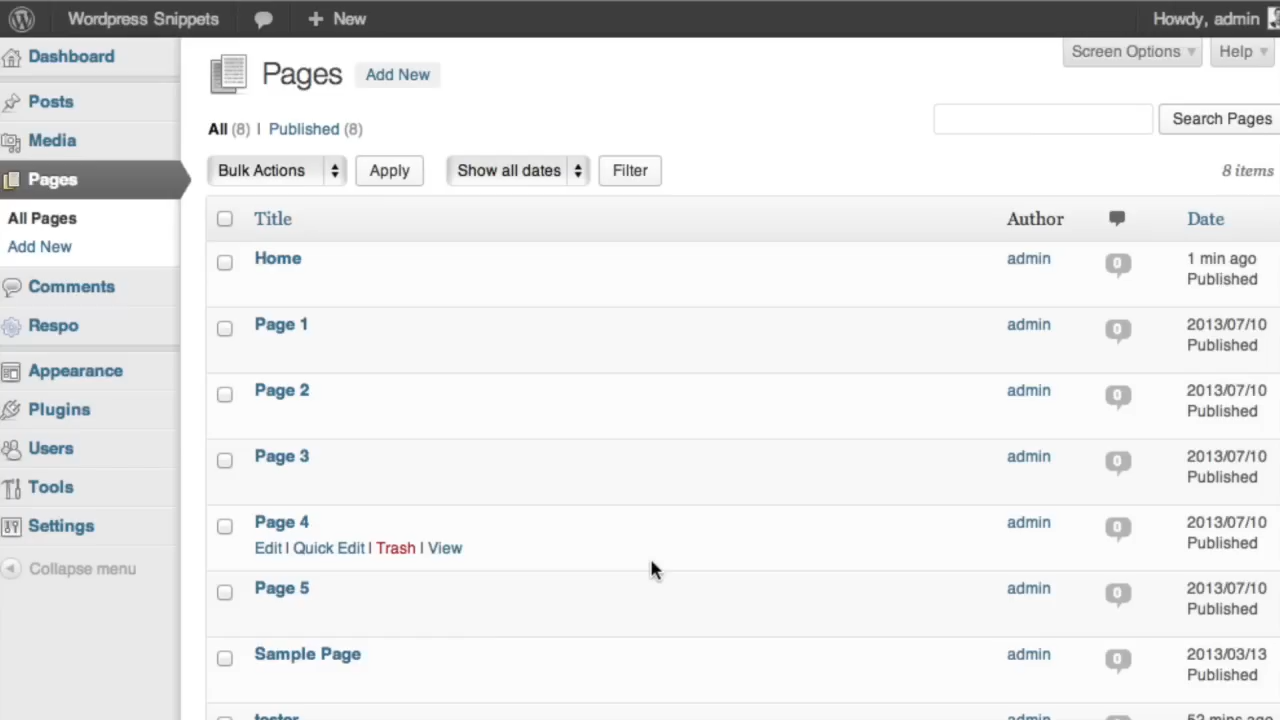 Wordpress Snippets + New Howdy, admin
Screen Options Help
Dashboard
Posts
Media
Pages
All Pages
Add New
Comments
Respo
Appearance
Plugins
Users
Tools
Settings
Collapse menu
Pages Add New
All (8) | Published (8)
Search Pages
Bulk Actions Apply Show all dates Filter 8 items
Title Author Date
Home admin 0 1 min ago
Published
Page 1 admin 0 2013/07/10
Published
Page 2 admin 0 2013/07/10
Published
Page 3 admin 0 2013/07/10
Published
Page 4 admin 0 2013/07/10
Edit | Quick Edit | Trash | View Published
Page 5 admin 0 2013/07/10
Published
Sample Page admin 0 2013/03/13
Published
tester admin 52 mins ago